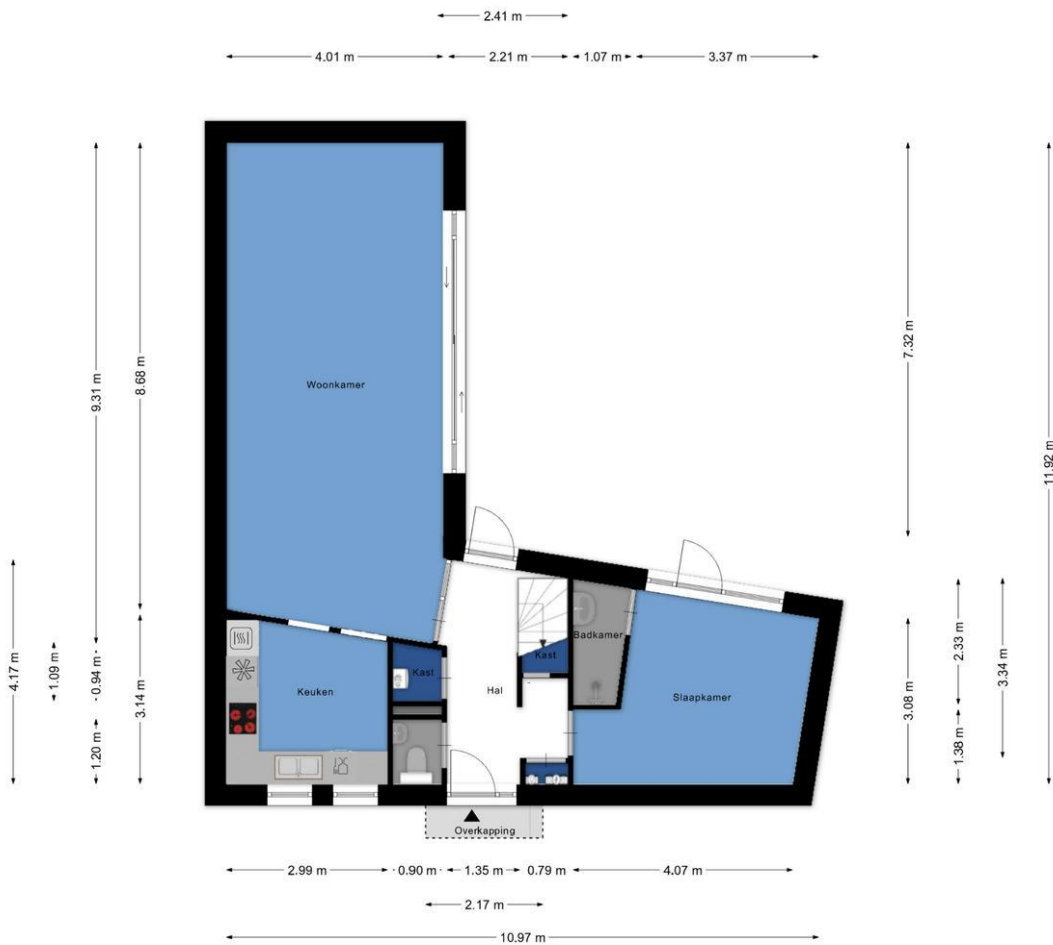 2.41 m
4.01 m
2.21 m
1.07 m
3.37 m
9.31 m
8.68 m
7.32 m
11.92 m
Woonkamer
4.17 m
1.09 m
0.94 m
1.20 m
3.14 m
Badkamer
Kast
Kast
Keuken
Hal
Slaapkamer
2.33 m
3.34 m
3.08 m
1.38 m
Overkapping
2.99 m
0.90 m
1.35 m
0.79 m
4.07 m
2.17 m
10.97 m